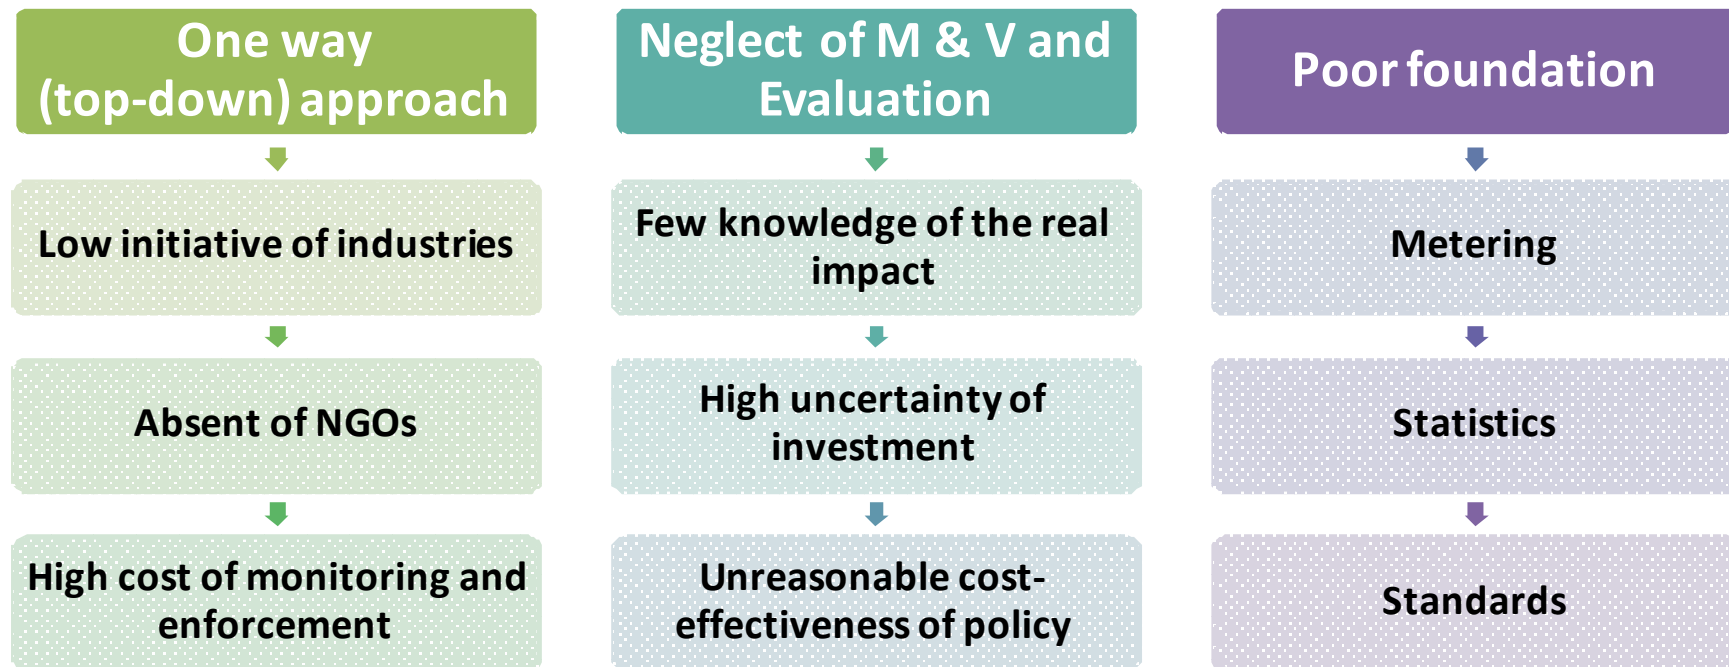 One way
(top-down) approach
Low initiative of industries
Absent of NGOs
High cost of monitoring and
enforcement
Neglect of M & V and
Evaluation
Few knowledge of the real
impact
High uncertainty of
investment
Unreasonable cost-
effectiveness of policy
Poor foundation
Metering
Statistics
Standards